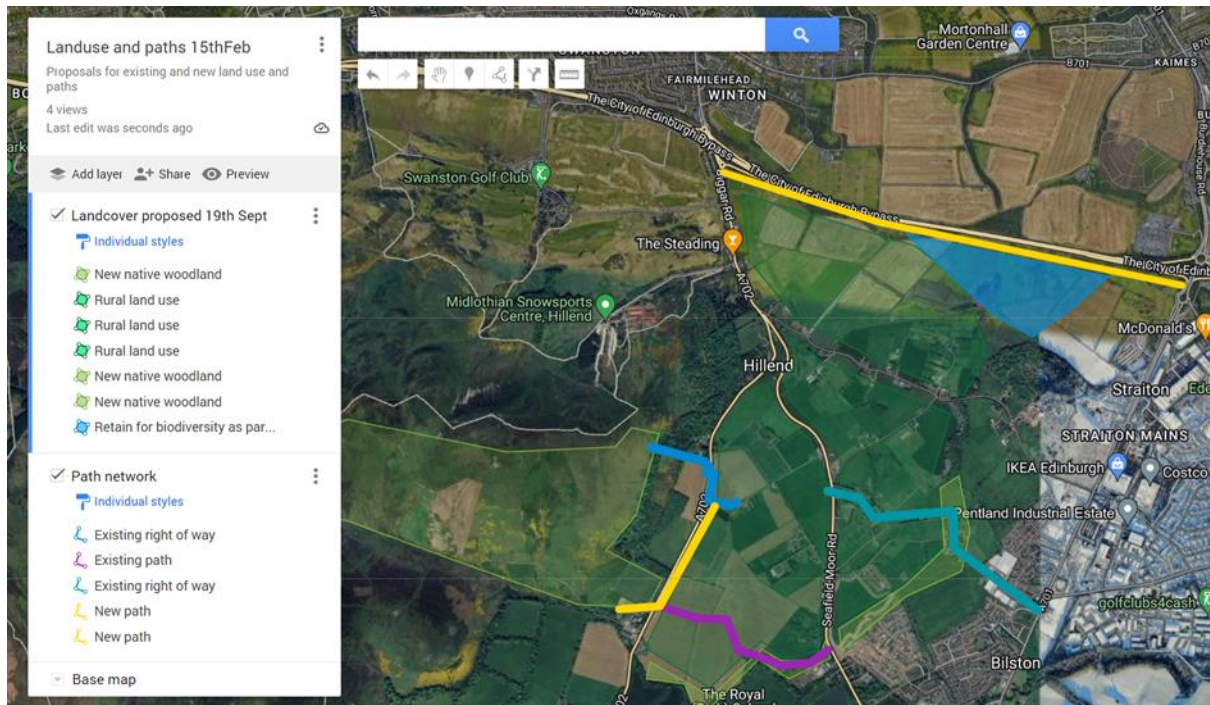 Landuse and paths 15thFeb
Proposals for existing and new land use and
paths
4 views
Last edit was seconds ago
Add layer
Share
Preview
Landcover proposed 19th Sept
Individual styles
New native woodland
Rural land use
Rural land use
Rural land use
New native woodland
New native woodland
Retain for biodiversity as par...
Path network
Individual styles
Existing right of way
Existing path
Existing right of way
New path
New path
Base map
Oxgangs
Mortonhall
Garden Centre
B701
KAIMES
SWANSTON
FAIRMILEHEAD
WINTON
The City of Edinburgh Bypass
Burdiehouse Rd
Biggar Rd
The City of Edinburgh Bypass
Swanston Golf Club
The Steading
The City of Edinb
A702
Midlothian Snowsports
Centre, Hillend
McDonald's
Hillend
Straiton
STRAITON MAINS
IKEA Edinburgh
Costco
A702
Pentland Industrial Estate
Seafield Moor Rd
A701
golfclubs4cash
Bilston
The Royal